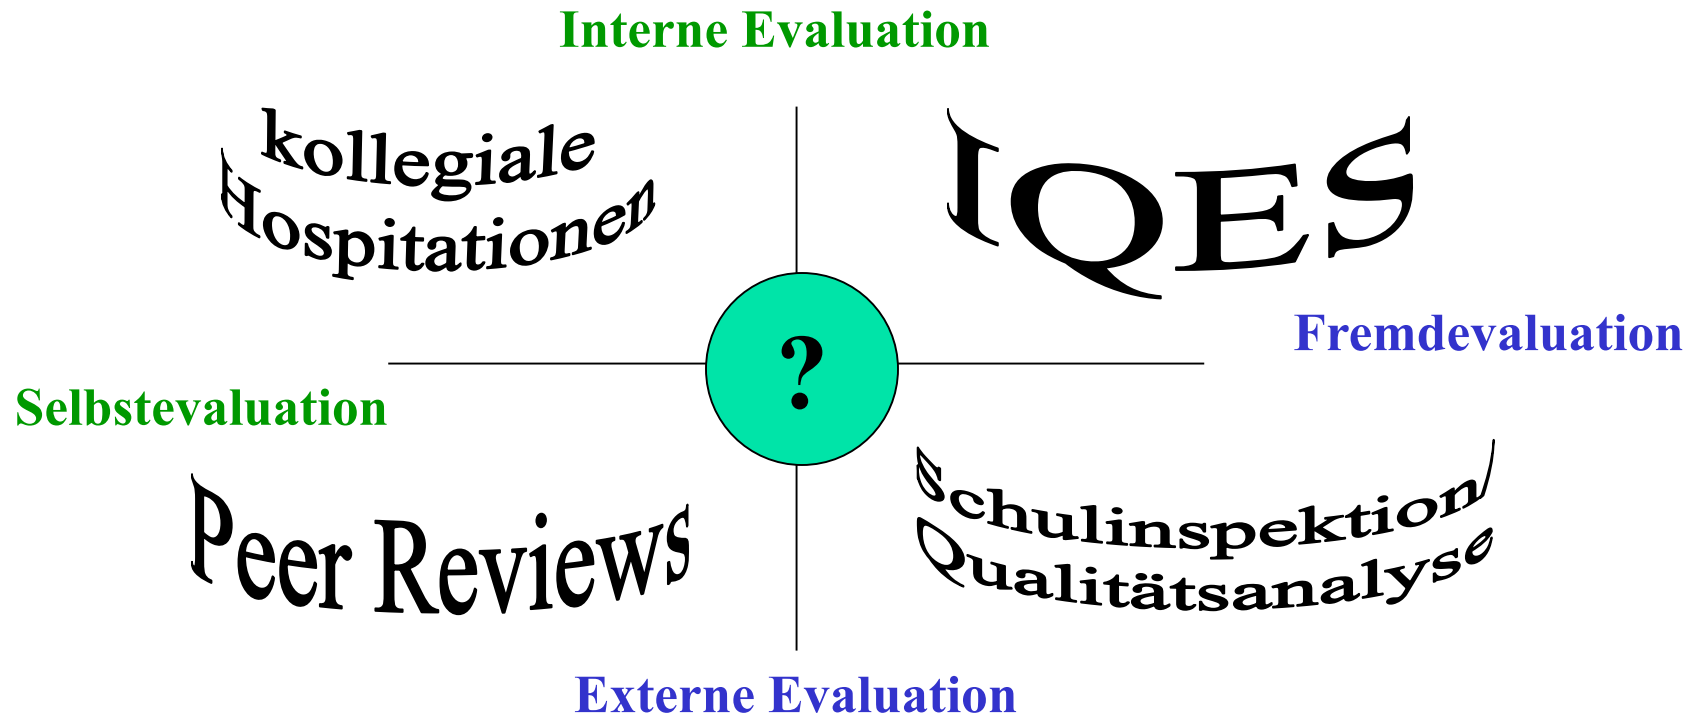 Interne Evaluation
kollegiale
Hospitationen
IQES
Fremdevaluation
?
Selbstevaluation
Peer Reviews
Schulinspektion/
Qualitätsanalyse
Externe Evaluation